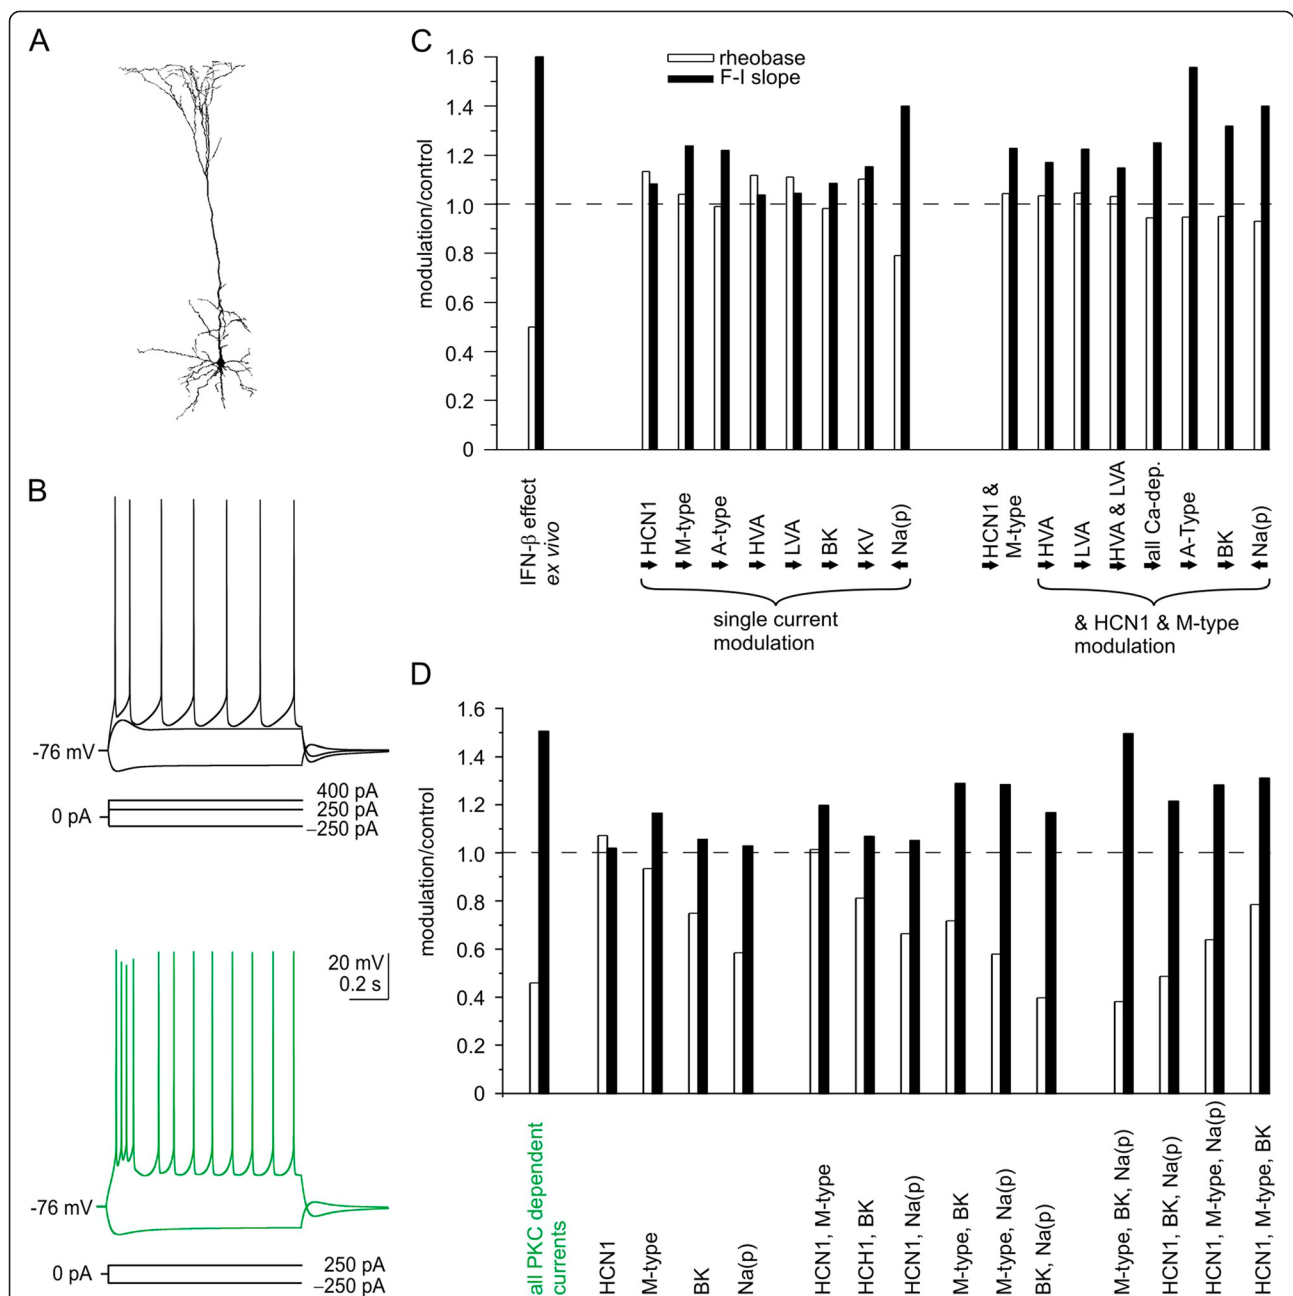 A
B
-76 mV
0 pA
400 pA
250 pA
−250 pA
20 mV
0.2 s
-76 mV
0 pA
250 pA
−250 pA
C
rheobase
F-I slope
modulation/control
1.6
1.4
1.2
1.0
0.8
0.6
0.4
0.2
0
IFN-β effect
ex vivo
HCN1
M-type
A-type
HVA
LVA
BK
KV
Na(p)
single current
modulation
HCN1 &
M-type
HVA
LVA
HVA & LVA
all Ca-dep.
A-Type
BK
Na(p)
& HCN1 & M-type
modulation
D
modulation/control
1.6
1.4
1.2
1.0
0.8
0.6
0.4
0.2
0
all PKC dependent
currents
HCN1
M-type
BK
Na(p)
HCN1, M-type
HCH1, BK
HCN1, Na(p)
M-type, BK
M-type, Na(p)
BK, Na(p)
M-type, BK, Na(p)
HCN1, BK, Na(p)
HCN1, M-type, Na(p)
HCN1, M-type, BK